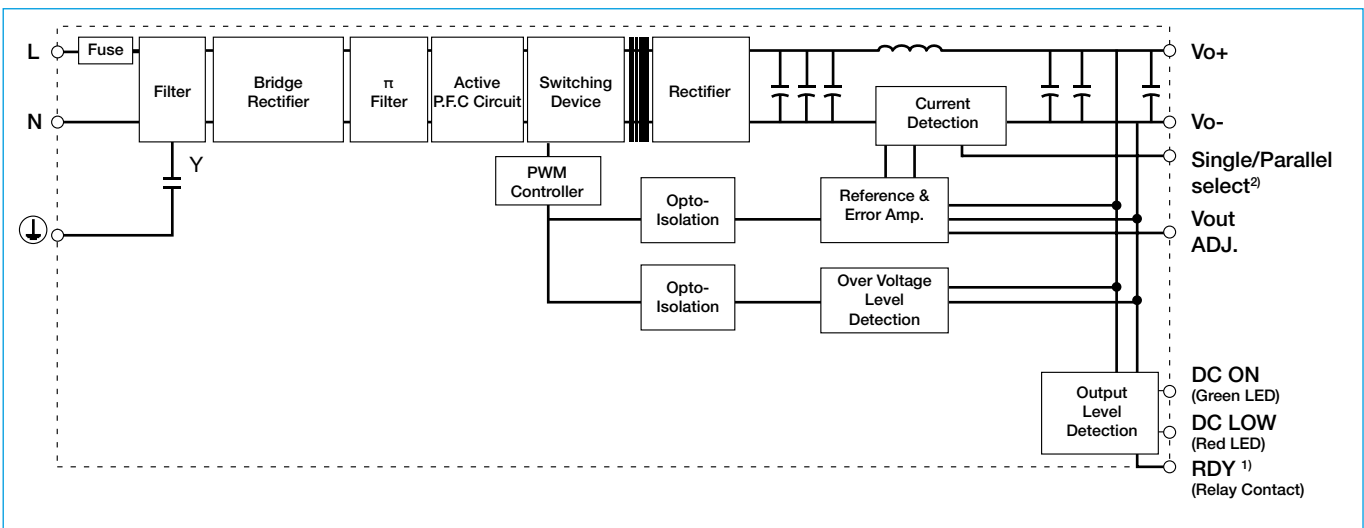 L
Fuse
Filter
Bridge
Rectifier
π
Filter
Active
P.F.C Circuit
Switching
Device
Rectifier
Vo+
N
Current
Detection
Vo-
Y
PWM
Controller
Opto-
Isolation
Reference &
Error Amp.
Single/Parallel
select2)
Vout
ADJ.
Opto-
Isolation
Over Voltage
Level
Detection
Output
Level
Detection
DC ON
(Green LED)
DC LOW
(Red LED)
RDY 1)
(Relay Contact)